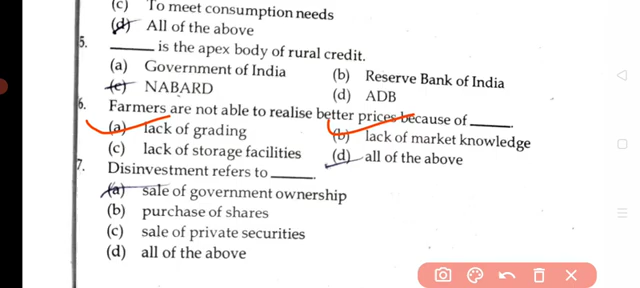 (c) To meet consumption needs
(d) All of the above
5. ______ is the apex body of rural credit.
(a) Government of India (b) Reserve Bank of India
(c) NABARD (d) ADB
6. Farmers are not able to realise better prices because of ______.
(a) lack of grading (b) lack of market knowledge
(c) lack of storage facilities (d) all of the above
7. Disinvestment refers to ______.
(a) sale of government ownership
(b) purchase of shares
(c) sale of private securities
(d) all of the above